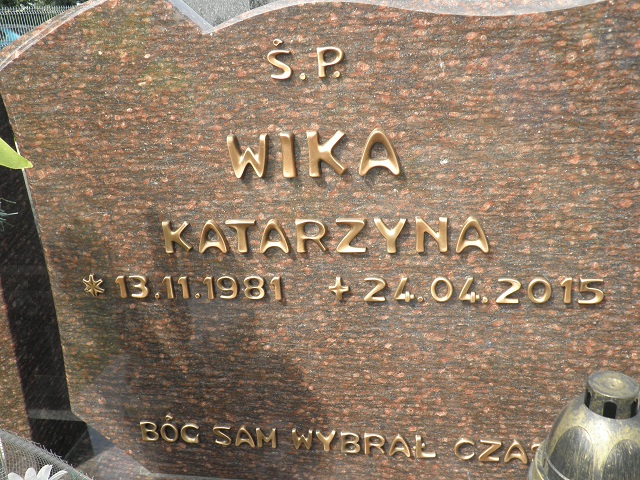 Ś.P.
WIKA
KATARZYNA
* 13.11.1981 + 24.04.2015
BÓG SAM WYBRAŁ